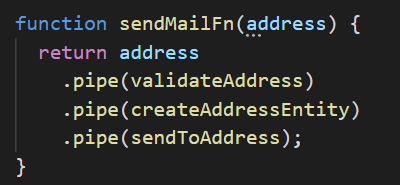 function sendMailFn(address) {
  return address
    .pipe(validateAddress)
    .pipe(createAddressEntity)
    .pipe(sendToAddress);
}